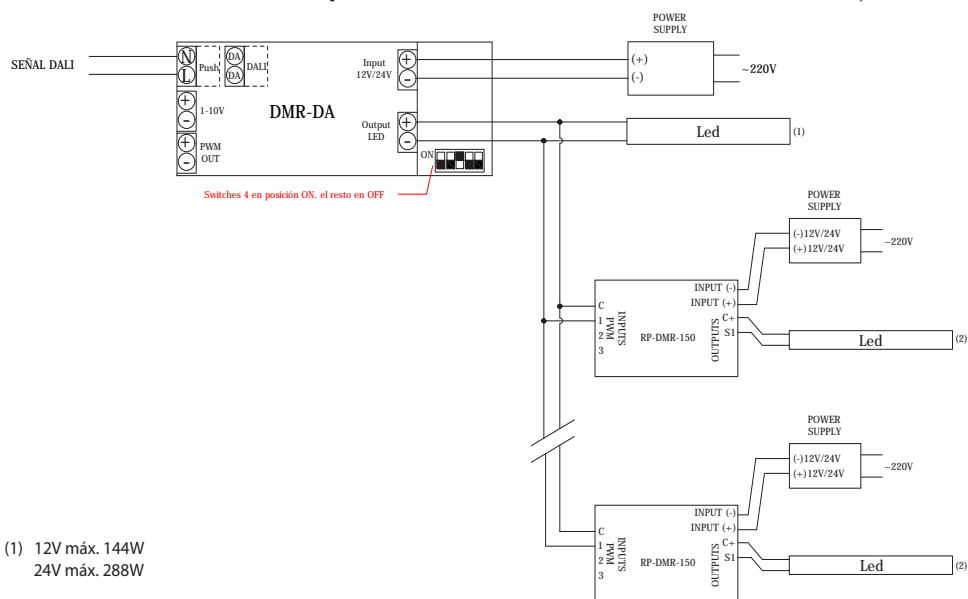 POWER
SUPPLY
SEÑAL DALI
N
L
Push
DA
DA
DALI
Input
12V/24V
+
-
(+)
(-)
~220V
+
-
1-10V
DMR-DA
Output
LED
+
-
Led
(1)
+
-
PWM
OUT
ON
Switches 4 en posición ON, el resto en OFF
POWER
SUPPLY
(-)12V/24V
(+)12V/24V
~220V
INPUT (-)
INPUT (+)
C
1
2
3
INPUTS
PWM
RP-DMR-150
OUTPUTS
C+
S1
Led
(2)
POWER
SUPPLY
(-)12V/24V
(+)12V/24V
~220V
INPUT (-)
INPUT (+)
C
1
2
3
INPUTS
PWM
RP-DMR-150
OUTPUTS
C+
S1
Led
(2)
(1) 12V máx. 144W
24V máx. 288W